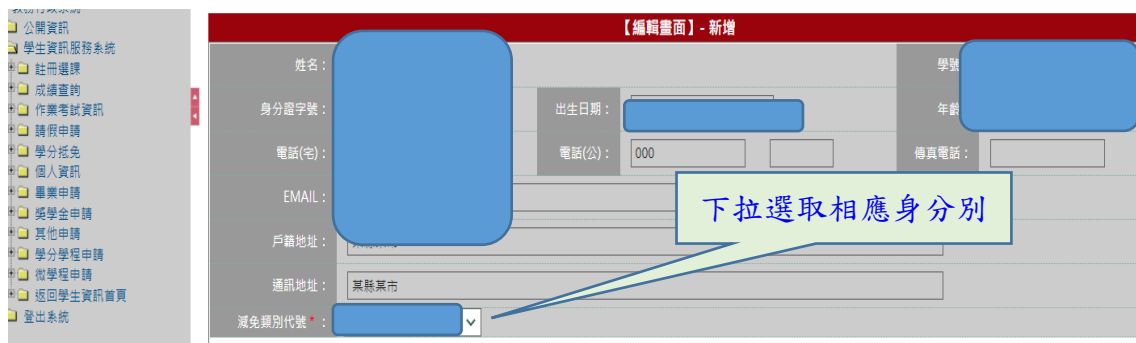 公開資訊
學生資訊服務系統
註冊選課
成績查詢
作業考試資訊
請假申請
學分抵免
個人資訊
畢業申請
獎學金申請
其他申請
學分學程申請
微學程申請
返回學生資訊首頁
登出系統
【編輯畫面】- 新增
姓名：
學號
身分證字號：
出生日期：
年齡
電話(宅)：
電話(公)： 000
傳真電話：
EMAIL：
下拉選取相應身分別
戶籍地址：
通訊地址： 某縣某市
減免類別代號*：